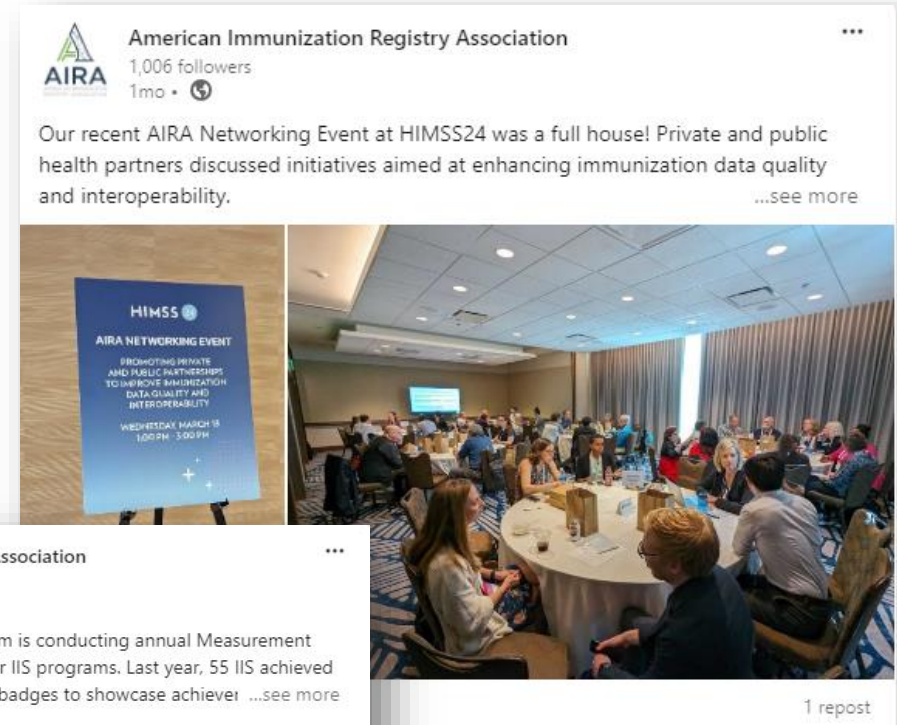 American Immunization Registry Association
1,006 followers
1mo •
AIRA
Our recent AIRA Networking Event at HIMSS24 was a full house! Private and public
health partners discussed initiatives aimed at enhancing immunization data quality
and interoperability.
...see more
HIMSS 24
AIRA NETWORKING EVENT
PROMOTING PRIVATE
AND PUBLIC PARTNERSHIPS
TO IMPROVE IMMUNIZATION
DATA QUALITY AND
INTEROPERABILITY
WEDNESDAY, MARCH 13
1:00 PM - 3:00 PM
ssociation
m is conducting annual Measurement
r IIS programs. Last year, 55 IIS achieved
badges to showcase achiever ...see more
1 repost